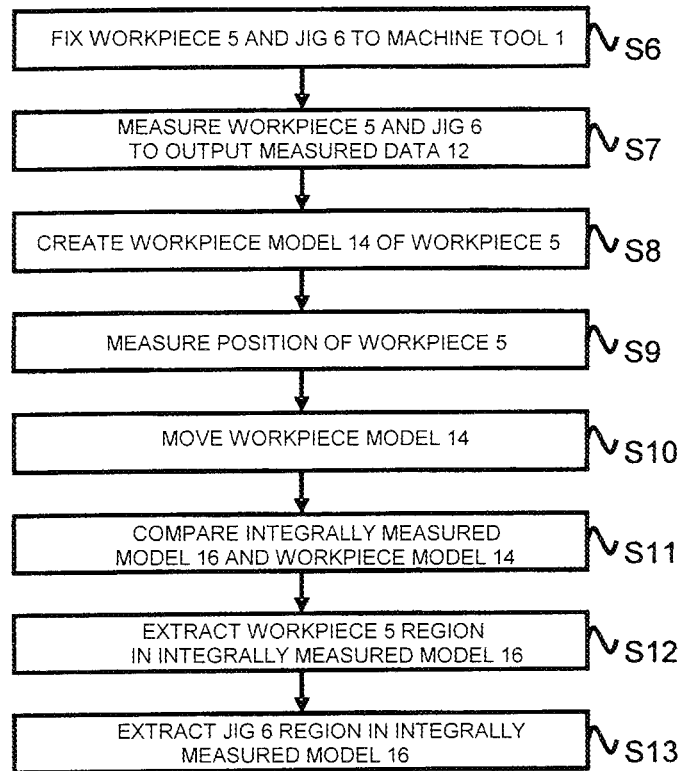 FIX WORKPIECE 5 AND JIG 6 TO MACHINE TOOL 1
S6
MEASURE WORKPIECE 5 AND JIG 6
TO OUTPUT MEASURED DATA 12
S7
CREATE WORKPIECE MODEL 14 OF WORKPIECE 5
S8
MEASURE POSITION OF WORKPIECE 5
S9
MOVE WORKPIECE MODEL 14
S10
COMPARE INTEGRALLY MEASURED
MODEL 16 AND WORKPIECE MODEL 14
S11
EXTRACT WORKPIECE 5 REGION
IN INTEGRALLY MEASURED MODEL 16
S12
EXTRACT JIG 6 REGION IN INTEGRALLY
MEASURED MODEL 16
S13